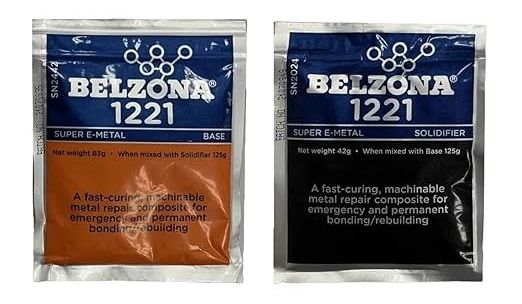 BELZONA®
1221
SUPER E-METAL BASE
Net weight 83g • When mixed with Solidifier 125g
A fast-curing, machinable
metal repair composite for
emergency and permanent
bonding/rebuilding
SN2442
BELZONA®
1221
SUPER E-METAL SOLIDIFIER
Net weight 42g • When mixed with Base 125g
A fast-curing, machinable
metal repair composite for
emergency and permanent
bonding/rebuilding
SN2024